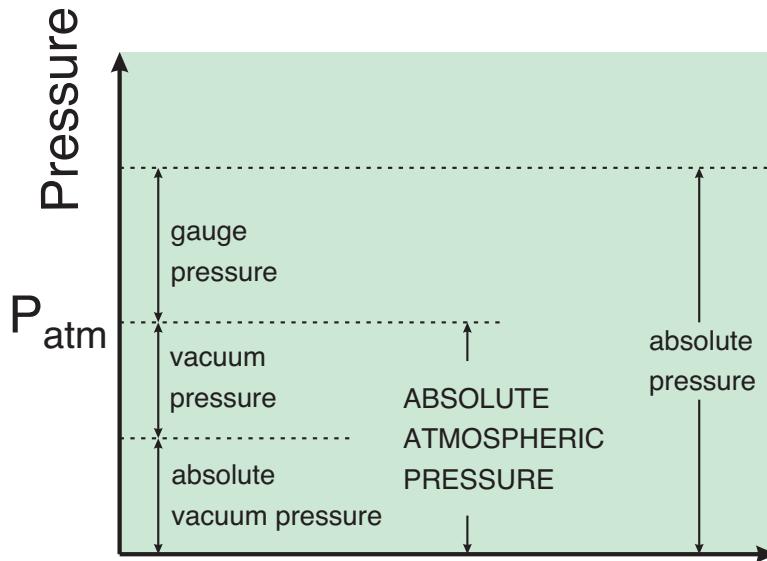 Pressure
gauge
pressure
P atm
vacuum
pressure
absolute
vacuum pressure
ABSOLUTE
ATMOSPHERIC
PRESSURE
absolute
pressure